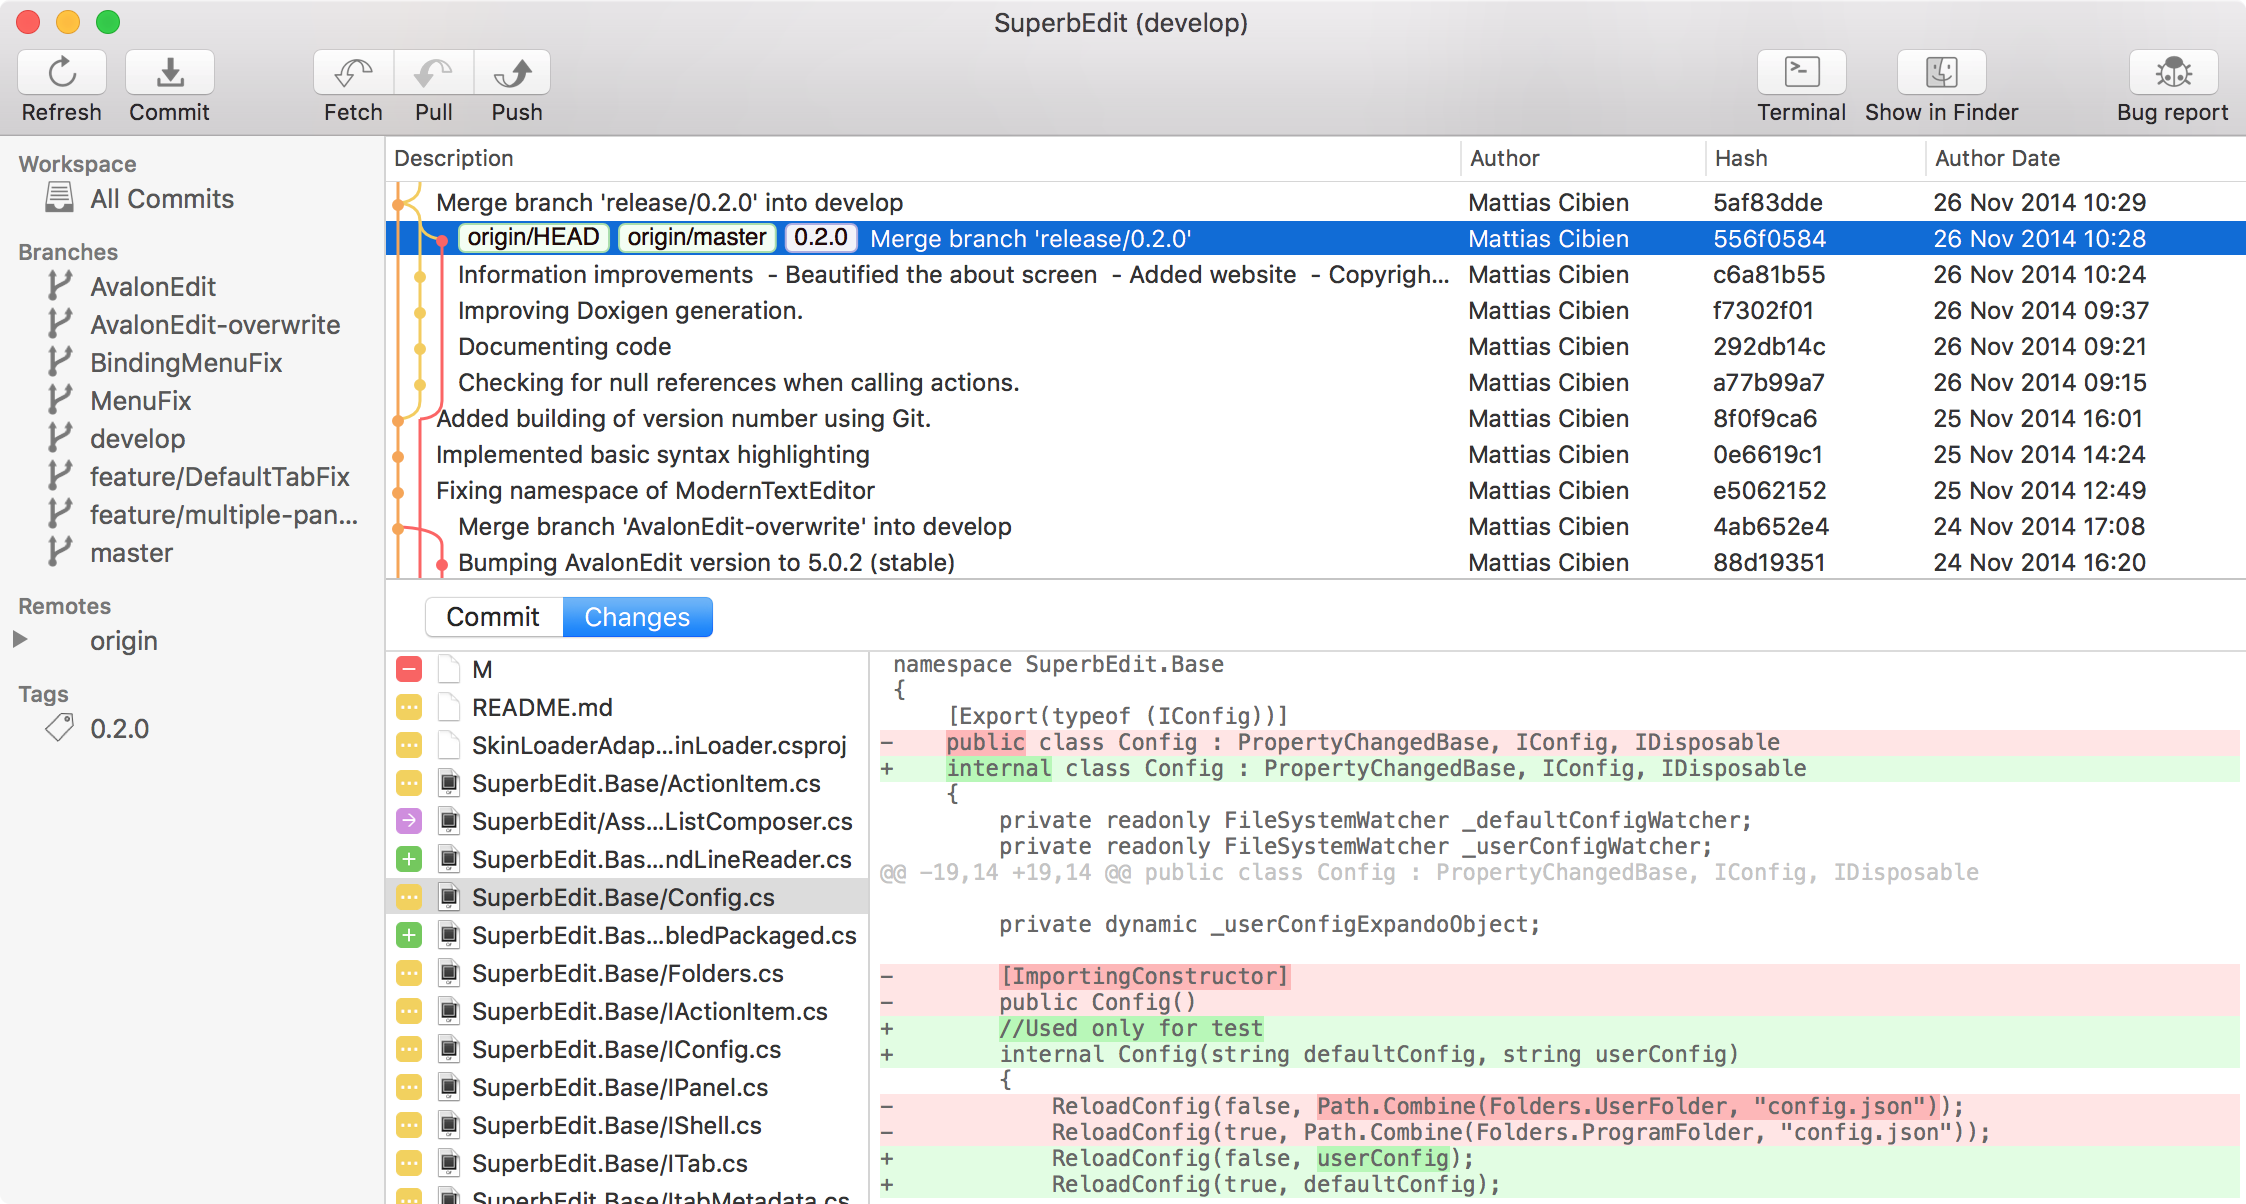 SuperbEdit (develop)
Refresh Commit Fetch Pull Push Terminal Show in Finder Bug report
Workspace
All Commits
Branches
AvalonEdit
AvalonEdit-overwrite
BindingMenuFix
MenuFix
develop
feature/DefaultTabFix
feature/multiple-pan...
master
Remotes
origin
Tags
0.2.0
Description Author Hash Author Date
Merge branch 'release/0.2.0' into develop Mattias Cibien 5af83dde 26 Nov 2014 10:29
origin/HEAD origin/master 0.2.0 Merge branch 'release/0.2.0' Mattias Cibien 556f0584 26 Nov 2014 10:28
Information improvements - Beautified the about screen - Added website - Copyrigh... Mattias Cibien c6a81b55 26 Nov 2014 10:24
Improving Doxigen generation. Mattias Cibien f7302f01 26 Nov 2014 09:37
Documenting code Mattias Cibien 292db14c 26 Nov 2014 09:21
Checking for null references when calling actions. Mattias Cibien a77b99a7 26 Nov 2014 09:15
Added building of version number using Git. Mattias Cibien 8f0f9ca6 25 Nov 2014 16:01
Implemented basic syntax highlighting Mattias Cibien 0e6619c1 25 Nov 2014 14:24
Fixing namespace of ModernTextEditor Mattias Cibien e5062152 25 Nov 2014 12:49
Merge branch 'AvalonEdit-overwrite' into develop Mattias Cibien 4ab652e4 24 Nov 2014 17:08
Bumping AvalonEdit version to 5.0.2 (stable) Mattias Cibien 88d19351 24 Nov 2014 16:20
Commit Changes
M
README.md
SkinLoaderAdap...inLoader.csproj
SuperbEdit.Base/ActionItem.cs
SuperbEdit/Ass...ListComposer.cs
SuperbEdit.Bas...ndLineReader.cs
SuperbEdit.Base/Config.cs
SuperbEdit.Bas...bledPackaged.cs
SuperbEdit.Base/Folders.cs
SuperbEdit.Base/IActionItem.cs
SuperbEdit.Base/IConfig.cs
SuperbEdit.Base/IPanel.cs
SuperbEdit.Base/IShell.cs
SuperbEdit.Base/ITab.cs
SuperbEdit.Base/ItabMetadata.cs
namespace SuperbEdit.Base
{
[Export(typeof (IConfig))]
- public class Config : PropertyChangedBase, IConfig, IDisposable
+ internal class Config : PropertyChangedBase, IConfig, IDisposable
{
private readonly FileSystemWatcher _defaultConfigWatcher;
private readonly FileSystemWatcher _userConfigWatcher;
@@ -19,14 +19,14 @@ public class Config : PropertyChangedBase, IConfig, IDisposable
private dynamic _userConfigExpandoObject;
- [ImportingConstructor]
- public Config()
+ //Used only for test
+ internal Config(string defaultConfig, string userConfig)
{
- ReloadConfig(false, Path.Combine(Folders.UserFolder, "config.json"));
- ReloadConfig(true, Path.Combine(Folders.ProgramFolder, "config.json"));
+ ReloadConfig(false, userConfig);
+ ReloadConfig(true, defaultConfig);